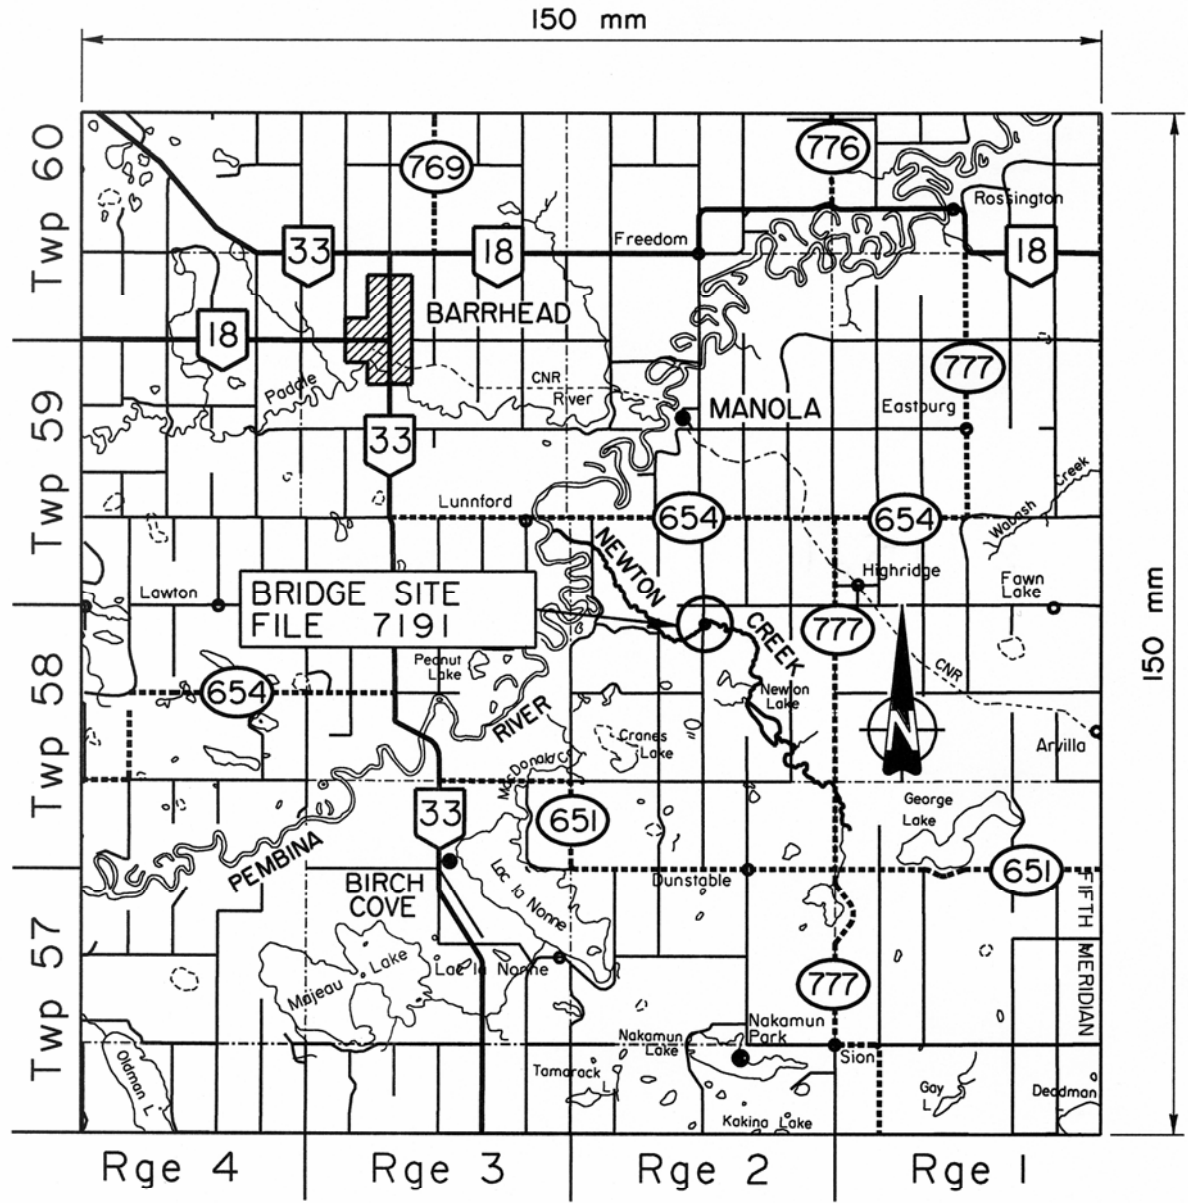 150 mm
Twp 60
769
776
Rossington
33
18
Freedom
18
BARRHEAD
18
777
CNR
Paddle
River
MANOLA
Eastburg
Twp 59
33
Lunnford
654
654
Wabash Creek
NEWTON
CREEK
Highridge
Fawn
Lake
Lawton
BRIDGE SITE
FILE 7191
777
150 mm
Peanut
Lake
CNR
654
Newton
Lake
Twp 58
RIVER
Cranes
Lake
N
Arvilla
MacDonald Cr
33
651
George
Lake
PEMBINA
651
BIRCH
COVE
Lac la Nonne
Dunstable
FIFTH MERIDIAN
Twp 57
Majeau
Lake
Lac la Nonne
777
Nakamun
Park
Nakamun
Lake
Sion
Oldman L
Tamarack
L
Gay
L
Deadman
Kakina Lake
Rge 4
Rge 3
Rge 2
Rge 1